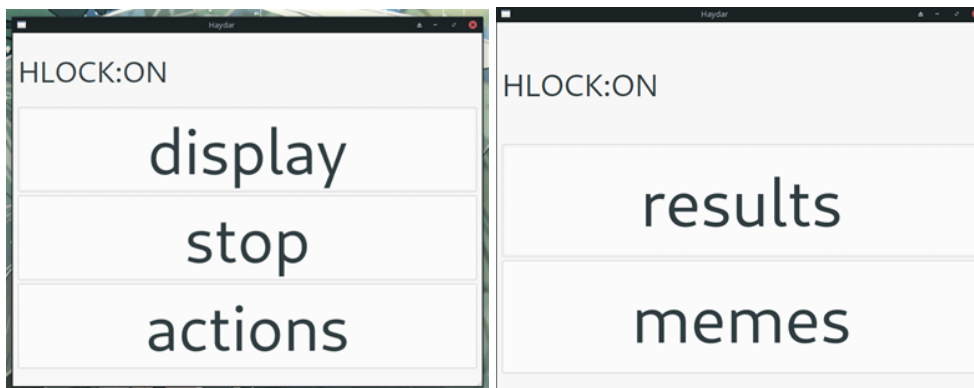 Haydar
HLOCK:ON
display
stop
actions
Haydar
HLOCK:ON
results
memes